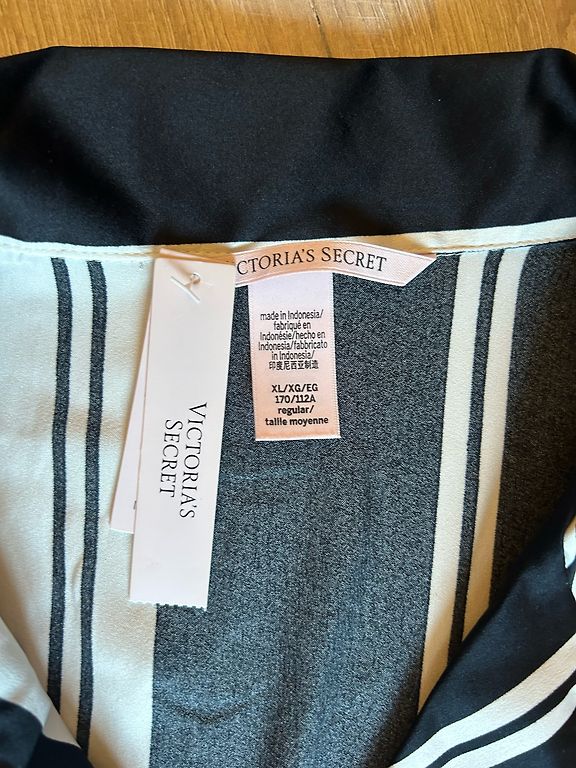 CTORIA'S SECRET
made in Indonesia/
fabriqué en
Indonésie/hecho en
Indonesia/fabbricato
in Indonesia/
印度尼西亚制造
XL/XG/EG
170/112A
regular/
taille moyenne
VICTORIA'S
SECRET